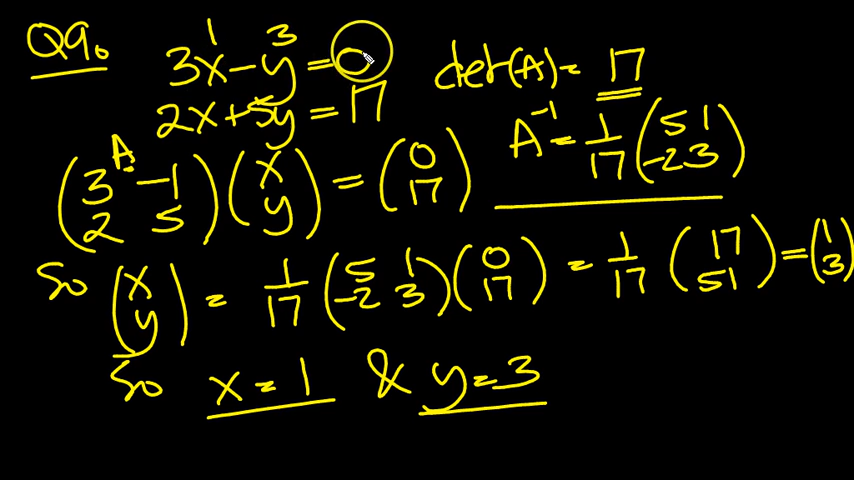 Q9.
1 3
3x - y = 0
2x + 5y = 17
det(A) = 17
A⁻¹ = 1/17 (5 1 / -2 3)
A
(3 -1 / 2 5) (x / y) = (0 / 17)
So (x / y) = 1/17 (5 1 / -2 3) (0 / 17) = 1/17 (17 / 51) = (1 / 3)
So x = 1 & y = 3